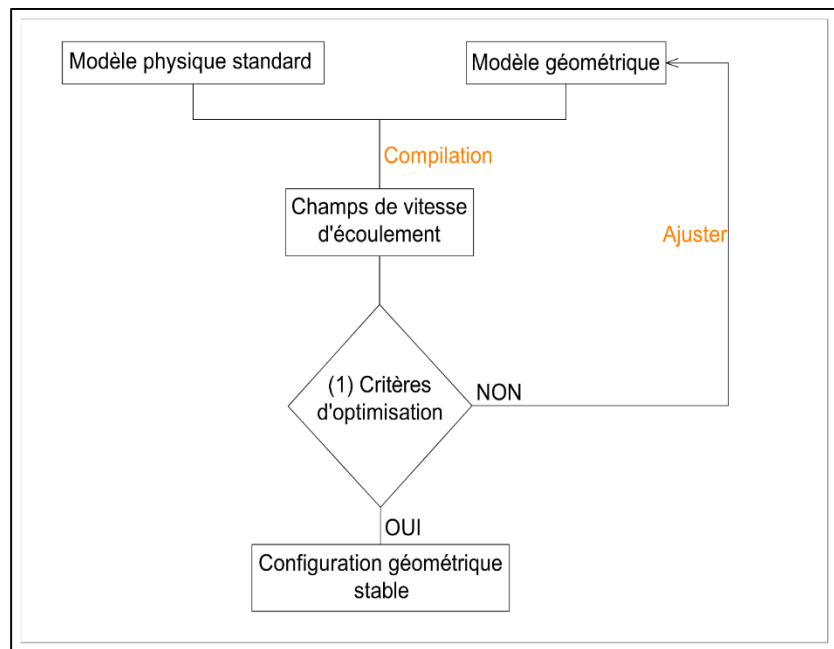 Modèle physique standard
Modèle géométrique
Compilation
Champs de vitesse
d'écoulement
Ajuster
(1) Critères
d'optimisation
NON
OUI
Configuration géométrique
stable